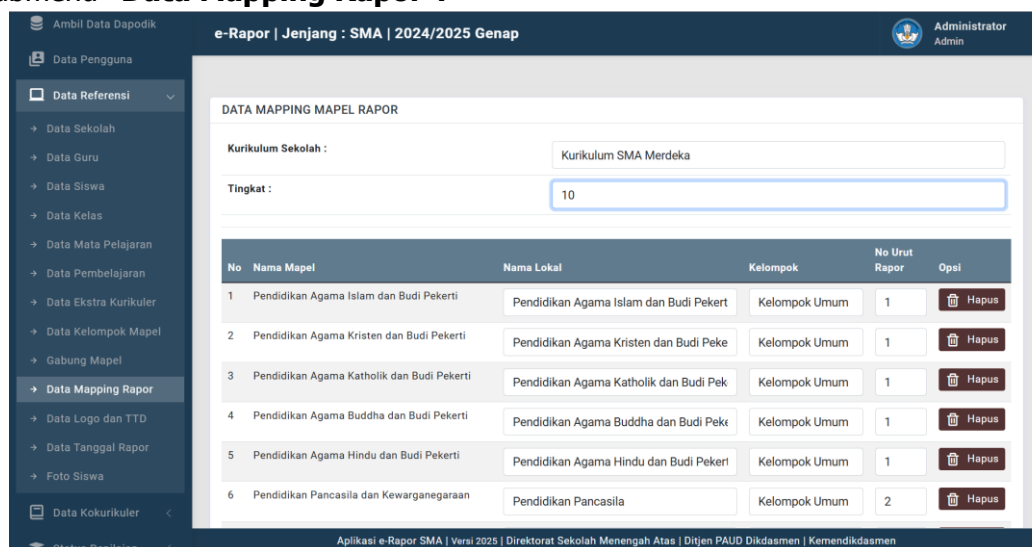 Data Mapping Rapor
Ambil Data Dapodik
e-Rapor | Jenjang : SMA | 2024/2025 Genap
Administrator
Admin
Data Pengguna
Data Referensi
Data Sekolah
Data Guru
Data Siswa
Data Kelas
Data Mata Pelajaran
Data Pembelajaran
Data Ekstra Kurikuler
Data Kelompok Mapel
Gabung Mapel
Data Mapping Rapor
Data Logo dan TTD
Data Tanggal Rapor
Foto Siswa
Data Kokurikuler
DATA MAPPING MAPEL RAPOR
Kurikulum Sekolah : Kurikulum SMA Merdeka
Tingkat : 10
No Nama Mapel Nama Lokal Kelompok No Urut Rapor Opsi
1 Pendidikan Agama Islam dan Budi Pekerti Pendidikan Agama Islam dan Budi Pekert Kelompok Umum 1 Hapus
2 Pendidikan Agama Kristen dan Budi Pekerti Pendidikan Agama Kristen dan Budi Peke Kelompok Umum 1 Hapus
3 Pendidikan Agama Katholik dan Budi Pekerti Pendidikan Agama Katholik dan Budi Pek Kelompok Umum 1 Hapus
4 Pendidikan Agama Buddha dan Budi Pekerti Pendidikan Agama Buddha dan Budi Peke Kelompok Umum 1 Hapus
5 Pendidikan Agama Hindu dan Budi Pekerti Pendidikan Agama Hindu dan Budi Pekert Kelompok Umum 1 Hapus
6 Pendidikan Pancasila dan Kewarganegaraan Pendidikan Pancasila Kelompok Umum 2 Hapus
Aplikasi e-Rapor SMA | Versi 2025 | Direktorat Sekolah Menengah Atas | Ditjen PAUD Dikdasmen | Kemendikdasmen